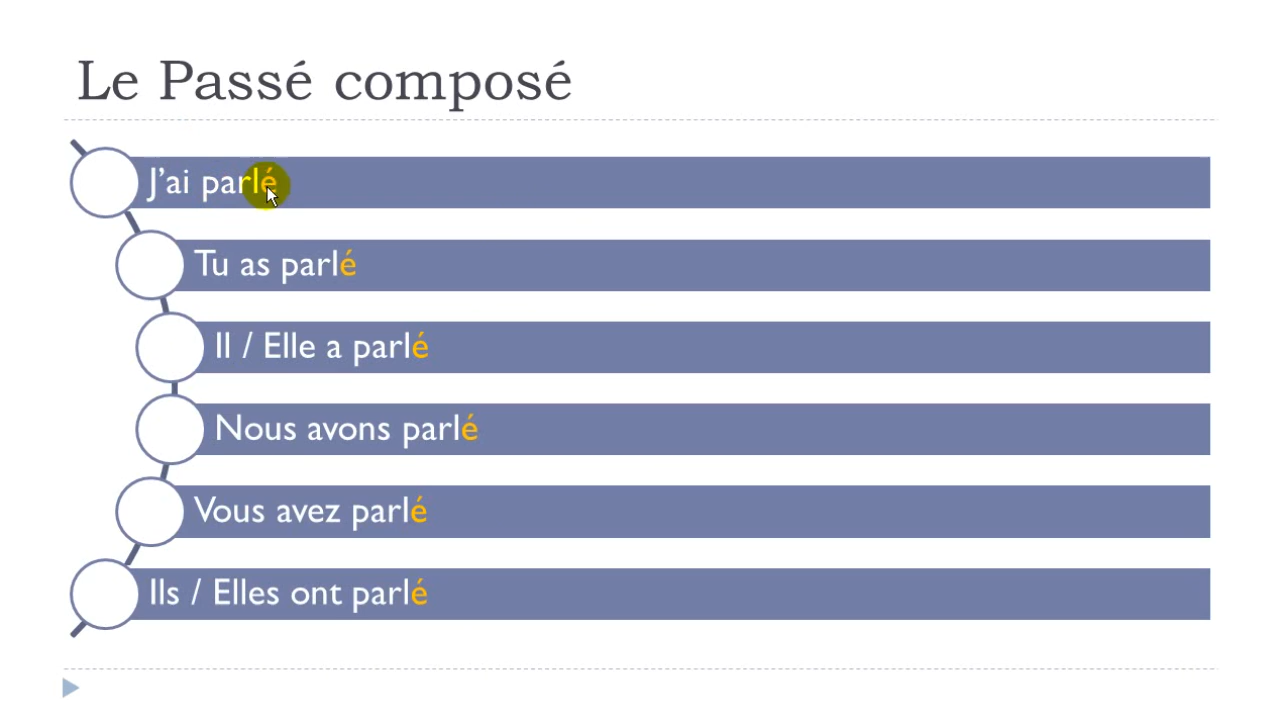 Le Passé composé
J’ai parlé
Tu as parlé
Il / Elle a parlé
Nous avons parlé
Vous avez parlé
Ils / Elles ont parlé